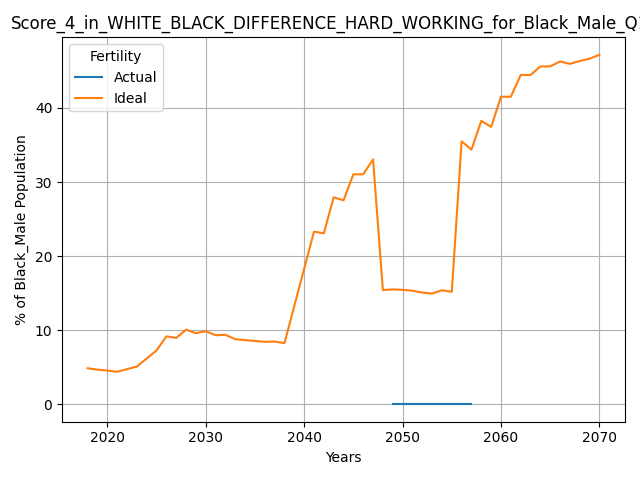 Score_4_in_WHITE_BLACK_DIFFERENCE_HARD_WORKING_for_Black_Male_Q
Fertility
Actual
Ideal
% of Black_Male Population
40
30
20
10
0
2020 2030 2040 2050 2060 2070
Years